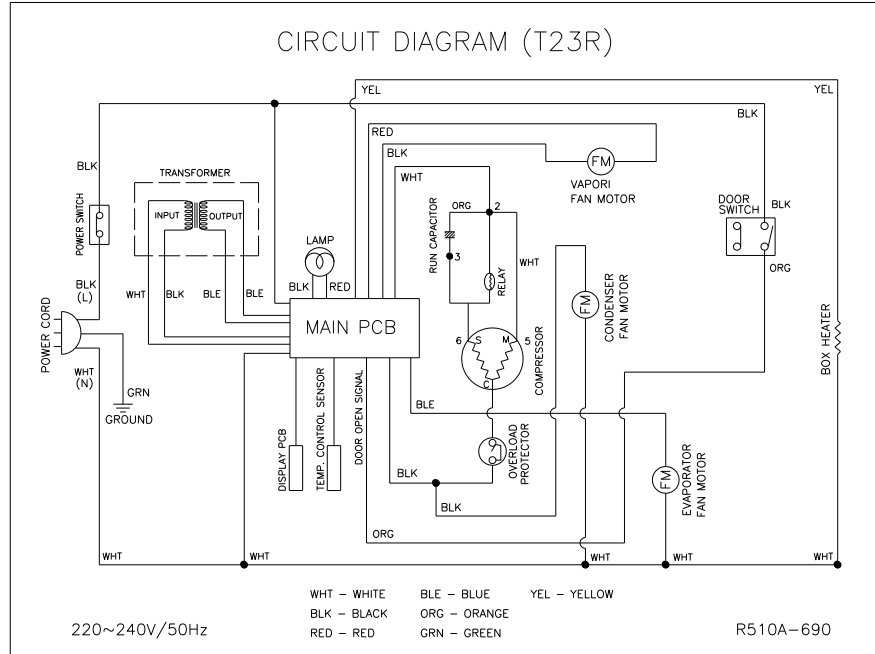 CIRCUIT DIAGRAM (T23R)
YEL
YEL
BLK
RED
BLK
WHT
FM
VAPORI
FAN MOTOR
BLK
TRANSFORMER
INPUT
OUTPUT
POWER SWITCH
ORG
2
RUN CAPACITOR
3
RELAY
WHT
DOOR
SWITCH
BLK
ORG
LAMP
BLK
RED
BLK
(L)
WHT
BLK
BLE
BLE
FM
CONDENSER
FAN MOTOR
POWER CORD
MAIN PCB
6
S
M
5
C
COMPRESSOR
BOX HEATER
WHT
(N)
GRN
GROUND
DISPLAY PCB
TEMP. CONTROL SENSOR
DOOR OPEN SIGNAL
BLE
OVERLOAD
PROTECTOR
BLK
BLK
FM
EVAPORATOR
FAN MOTOR
ORG
WHT
WHT
WHT
WHT
WHT
WHT - WHITE
BLE - BLUE
YEL - YELLOW
BLK - BLACK
ORG - ORANGE
RED - RED
GRN - GREEN
220~240V/50Hz
R510A-690